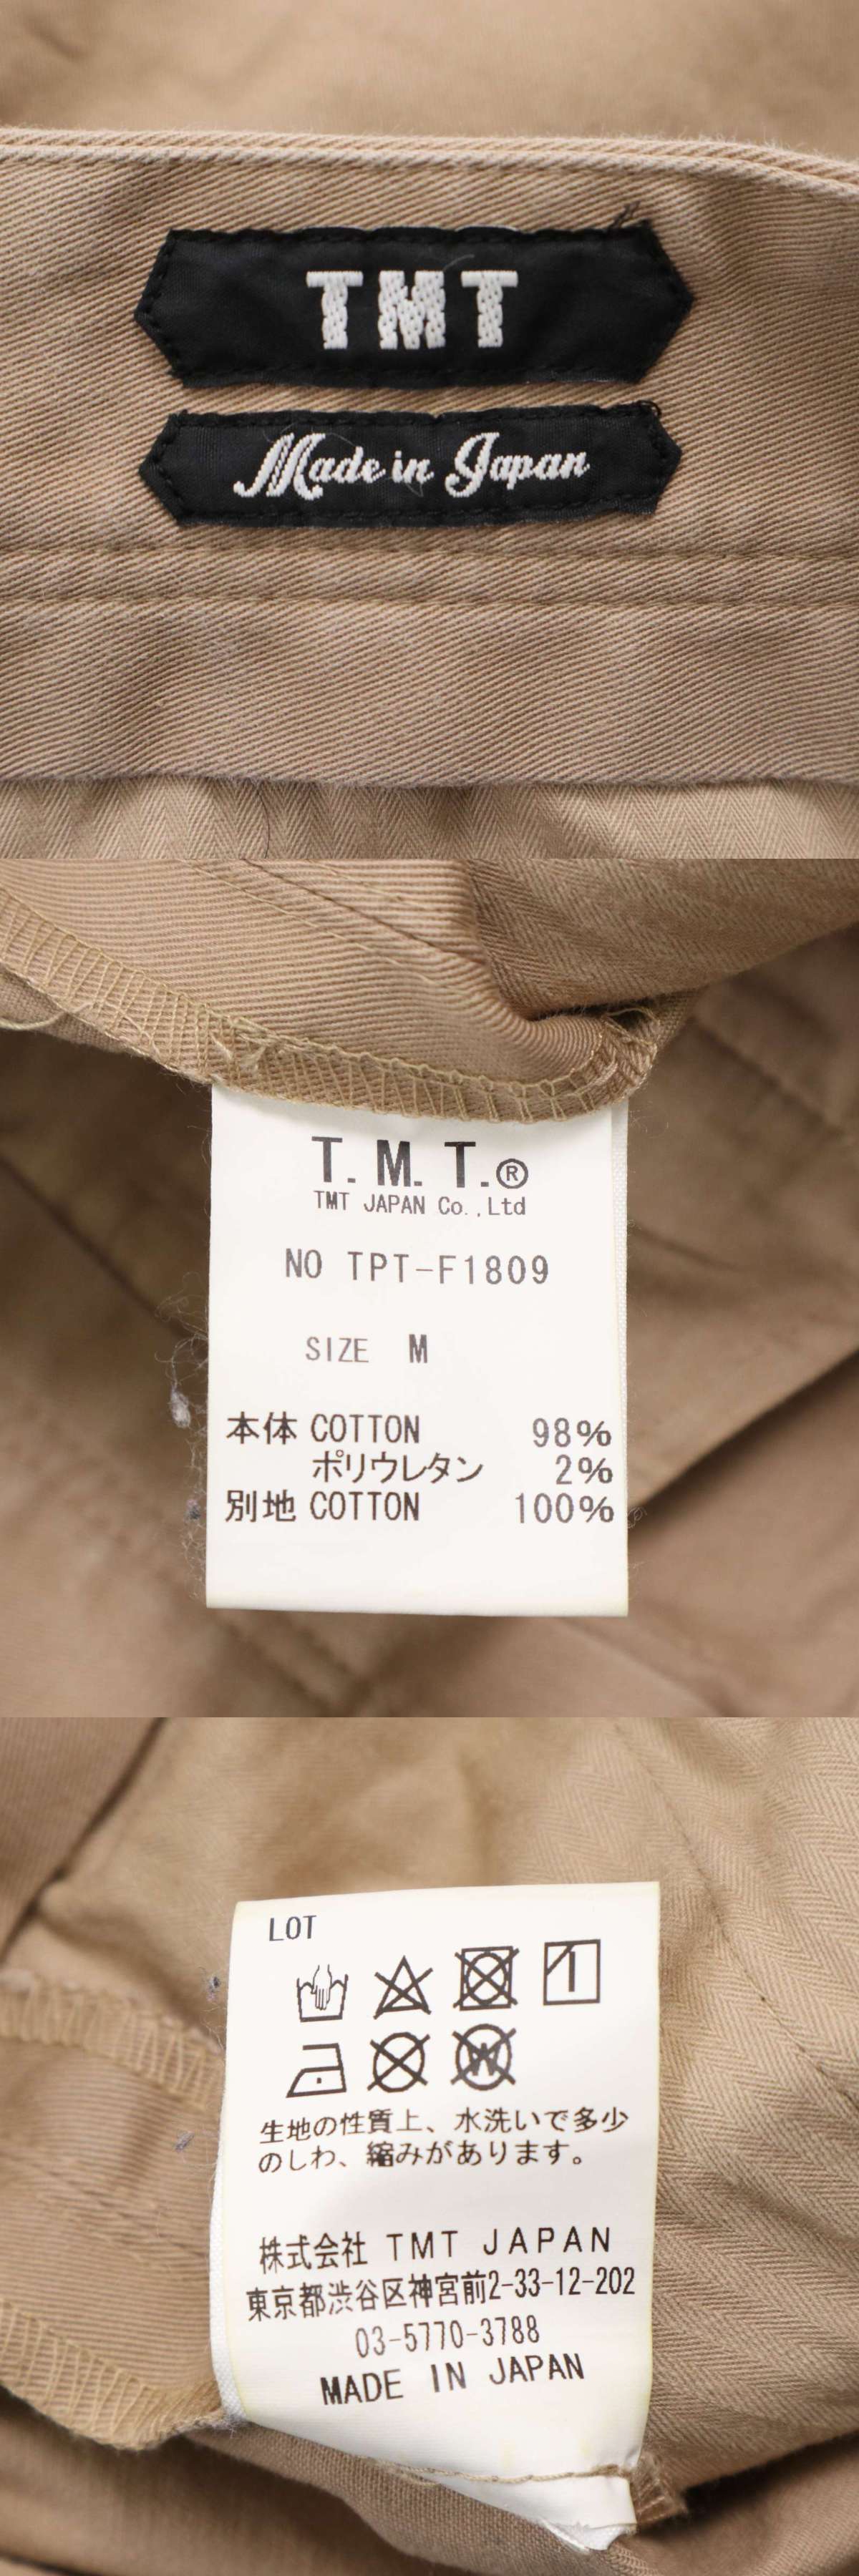 TMT
Made in Japan
T. M. T.®
TMT JAPAN Co.,Ltd
NO TPT-F1809
SIZE M
本体 COTTON 98%
ポリウレタン 2%
別地 COTTON 100%
LOT
W
生地の性質上、水洗いで多少
のしわ、縮みがあります。
株式会社 TMT JAPAN
東京都渋谷区神宮前2-33-12-202
03-5770-3788
MADE IN JAPAN